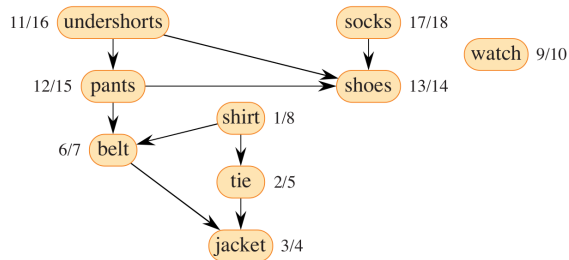 11/16 undershorts socks 17/18
watch 9/10
12/15 pants shoes 13/14
shirt 1/8
6/7 belt
tie 2/5
jacket 3/4